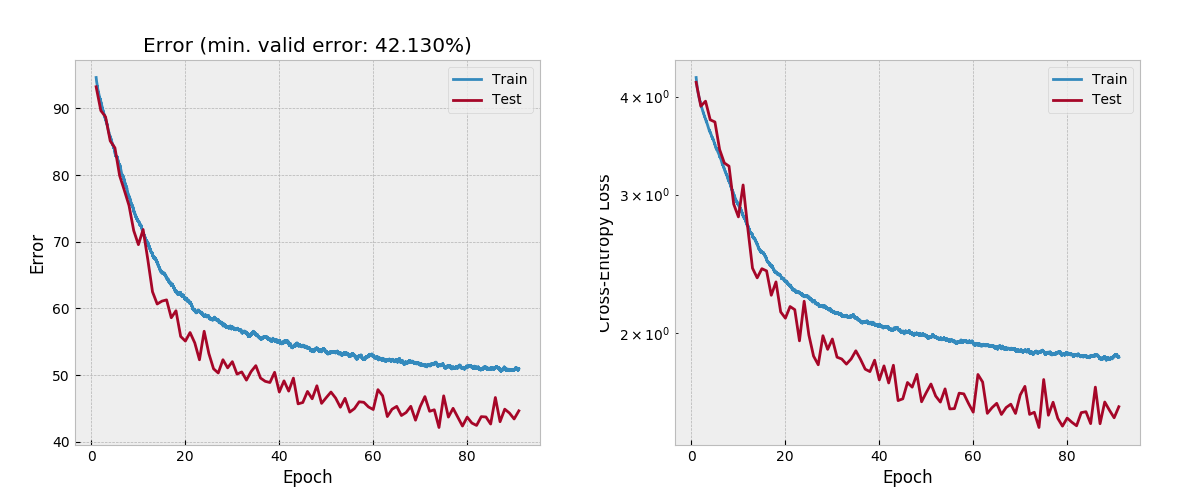 Error (min. valid error: 42.130%)
Error
90
80
70
60
50
40
0
20
40
60
80
Epoch
Train
Test
Cross-Entropy Loss
4 × 10⁰
3 × 10⁰
2 × 10⁰
0
20
40
60
80
Epoch
Train
Test